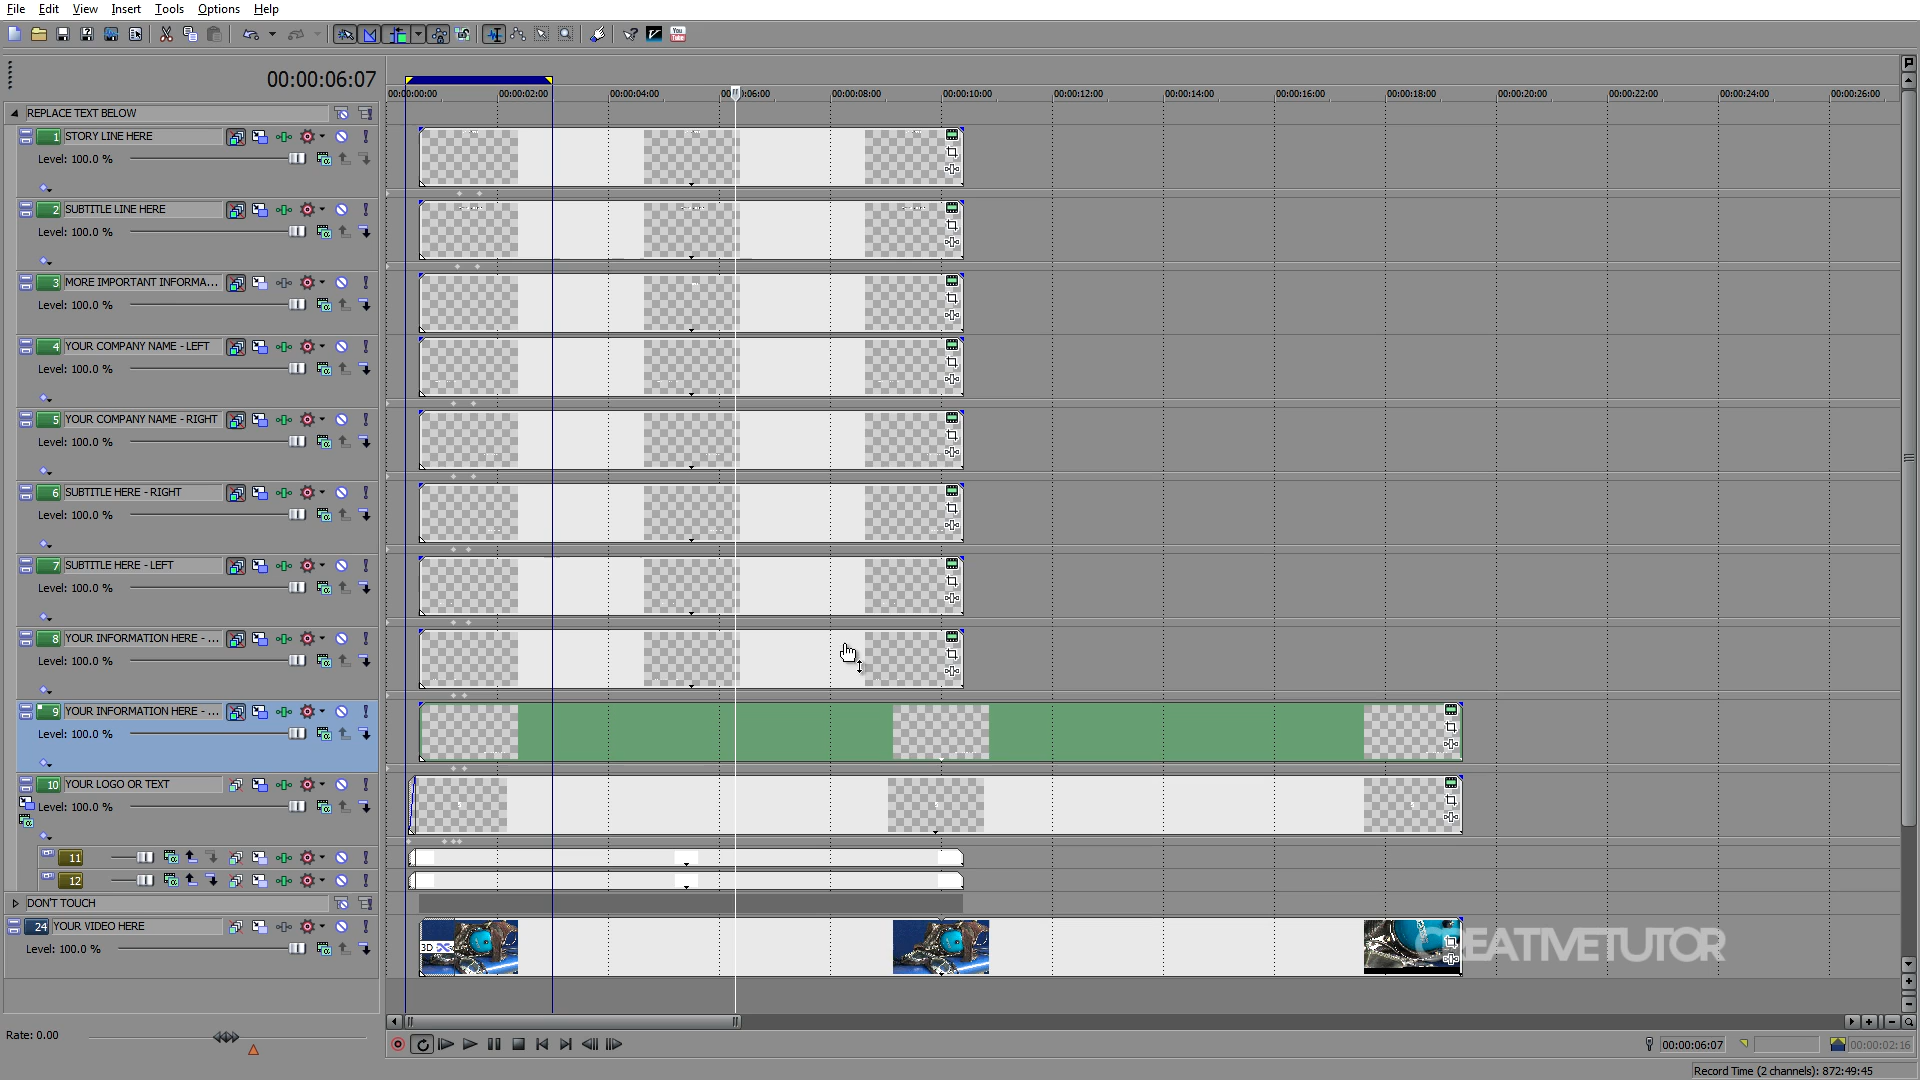 File Edit View Insert Tools Options Help
You
Tube
00:00:06:07
00:00:00:00 00:00:02:00 00:00:04:00 00:00:06:00 00:00:08:00 00:00:10:00 00:00:12:00 00:00:14:00 00:00:16:00 00:00:18:00 00:00:20:00 00:00:22:00 00:00:24:00 00:00:26:00
REPLACE TEXT BELOW
1 STORY LINE HERE
Level: 100.0 %
2 SUBTITLE LINE HERE
Level: 100.0 %
3 MORE IMPORTANT INFORMA...
Level: 100.0 %
4 YOUR COMPANY NAME - LEFT
Level: 100.0 %
5 YOUR COMPANY NAME - RIGHT
Level: 100.0 %
6 SUBTITLE HERE - RIGHT
Level: 100.0 %
7 SUBTITLE HERE - LEFT
Level: 100.0 %
8 YOUR INFORMATION HERE - ...
Level: 100.0 %
9 YOUR INFORMATION HERE - ...
Level: 100.0 %
10 YOUR LOGO OR TEXT
Level: 100.0 %
11
12
DON'T TOUCH
24 YOUR VIDEO HERE
Level: 100.0 %
3D
CREATIVETUTOR
Rate: 0.00
00:00:06:07 00:00:02:16
Record Time (2 channels): 872:49:45